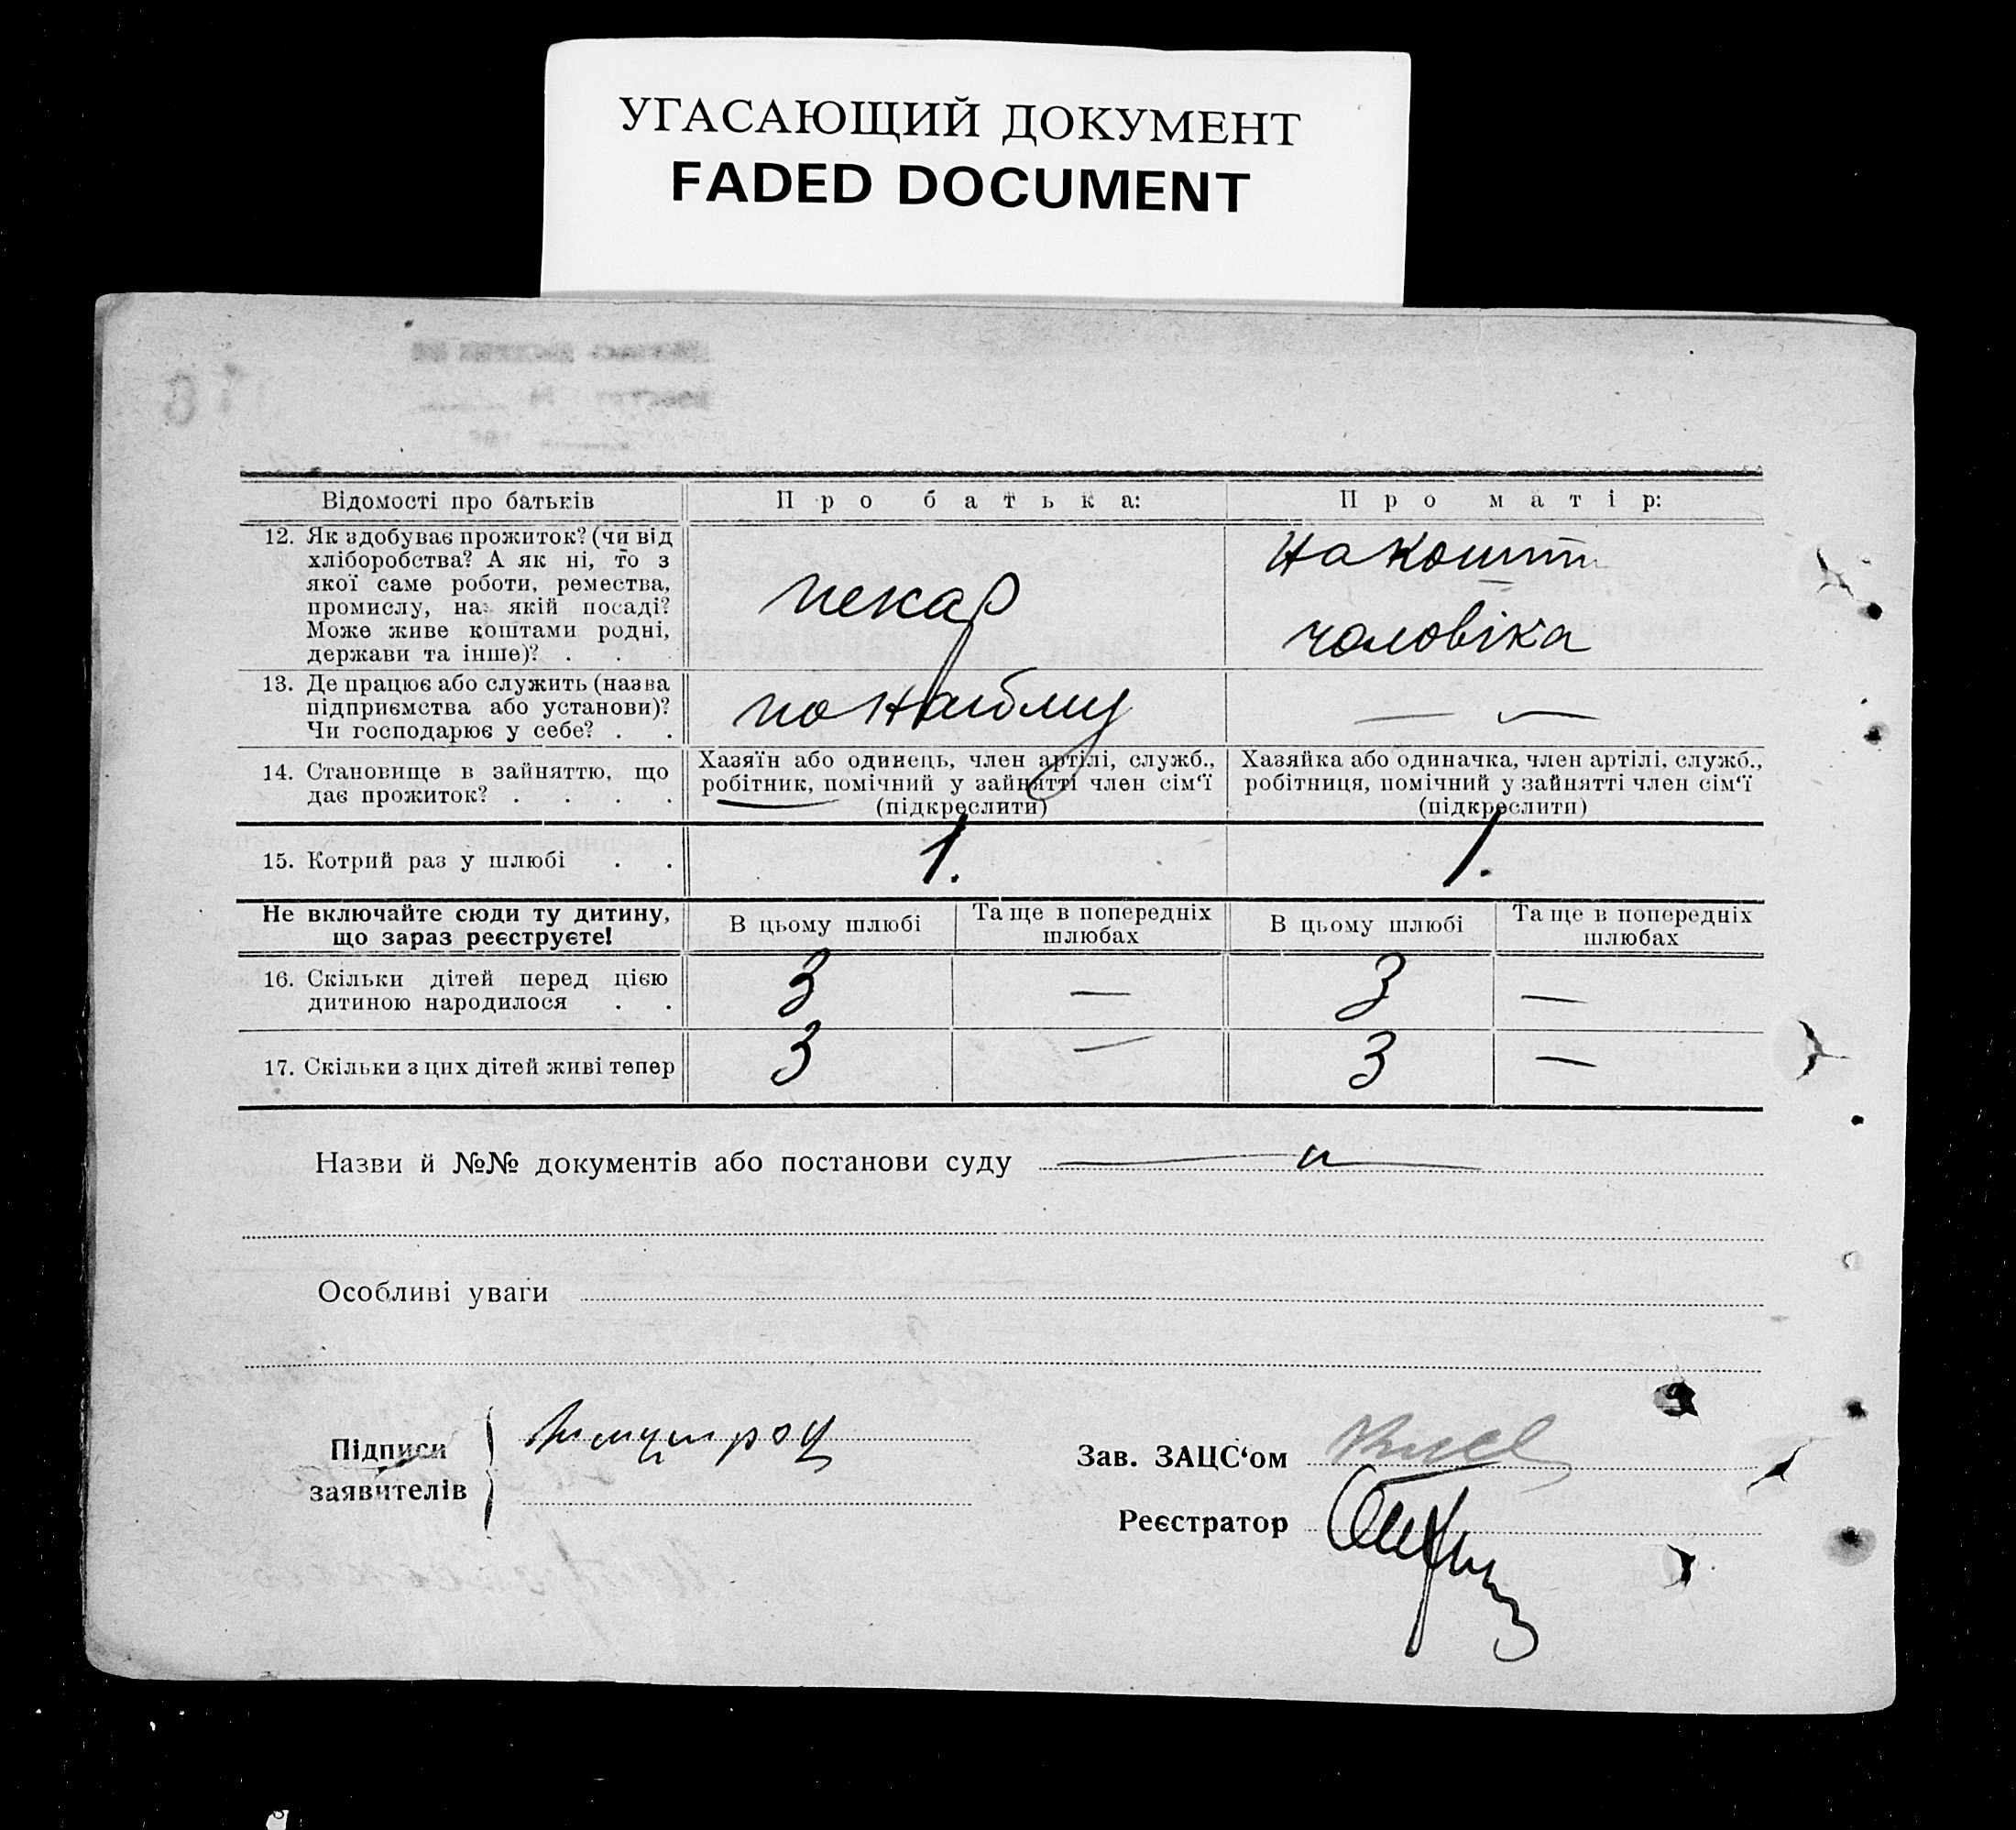 УГАСАЮЩИЙ ДОКУМЕНТ
FADED DOCUMENT
Відомості про батьків
Про батька:
Про матір:
12. Як здобуває прожиток? (чи від
хліборобства? А як ні, то з
якої саме роботи, ремества,
промислу, на якій посаді?
Може живе коштами родні,
держави та інше)? . .
пекар
на кошти
чоловіка
13. Де працює або служить (назва
підприємства або установи)?
Чи господарює у себе? . .
по найому
— —
14. Становище в зайняттю, що
дає прожиток? . . . .
Хазяїн або одинець, член артілі, служб.,
робітник, помічний у зайнятті член сім‘ї
(підкреслити)
Хазяйка або одиначка, член артілі, служб.,
робітниця, помічний у зайнятті член сім‘ї
(підкреслити)
15. Котрий раз у шлюбі . .
1.
1.
Не включайте сюди ту дитину,
що зараз реєструєте!
В цьому шлюбі
Та ще в попередніх
шлюбах
В цьому шлюбі
Та ще в попередніх
шлюбах
16. Скільки дітей перед цією
дитиною народилося . .
3
—
3
—
17. Скільки з цих дітей живі тепер
3
—
3
—
Назви й №№ документів або постанови суду
Особливі уваги
Підписи
заявителів
Зав. ЗАЦС‘ом
Реєстратор